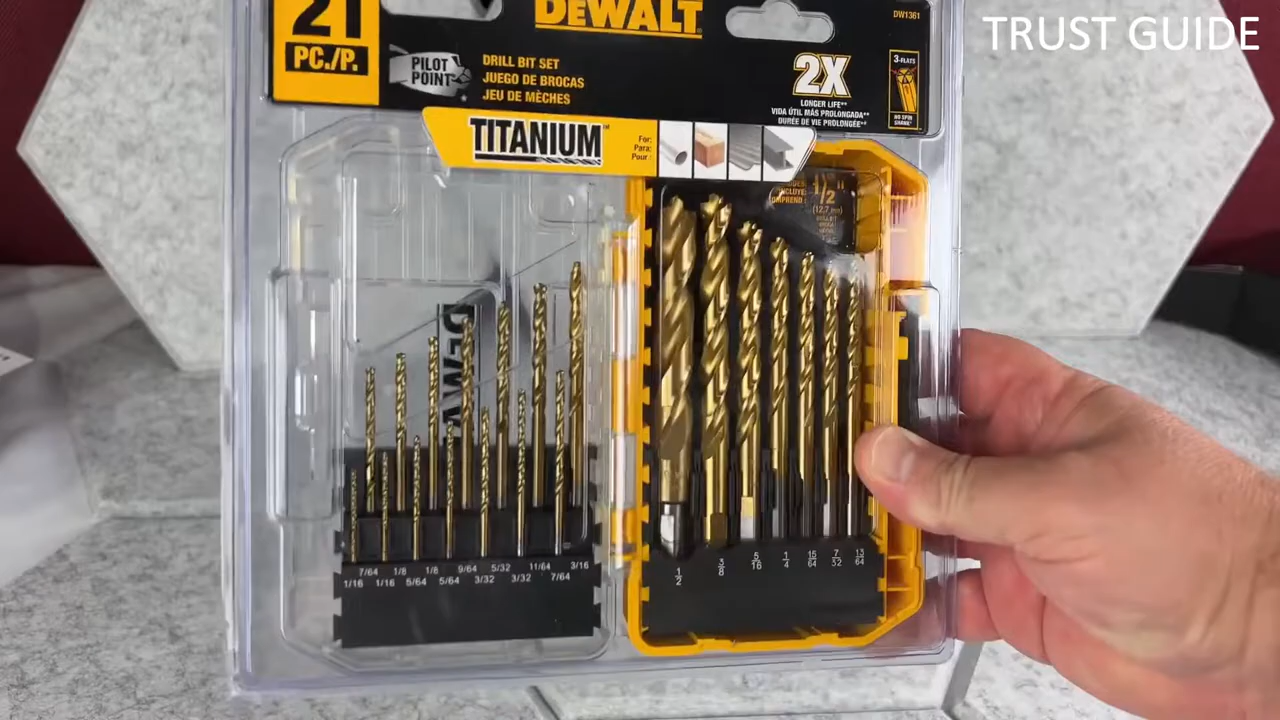 TRUST GUIDE
21
PC./P.
DEWALT
DW1361
PILOT
POINT
DRILL BIT SET
JUEGO DE BROCAS
JEU DE MÈCHES
2X
LONGER LIFE**
VIDA ÚTIL MÁS PROLONGADA**
DURÉE DE VIE PROLONGÉE**
3-FLATS
NO SPIN
SHANK
TITANIUM™
For:
Para:
Pour :
1/2"
(12,7 mm)
7/64 1/8 1/8 9/64 5/32 11/64 3/16
1/16 1/16 5/64 5/64 3/32 3/32 7/64
1/2 3/8 5/16 1/4 15/64 7/32 13/64